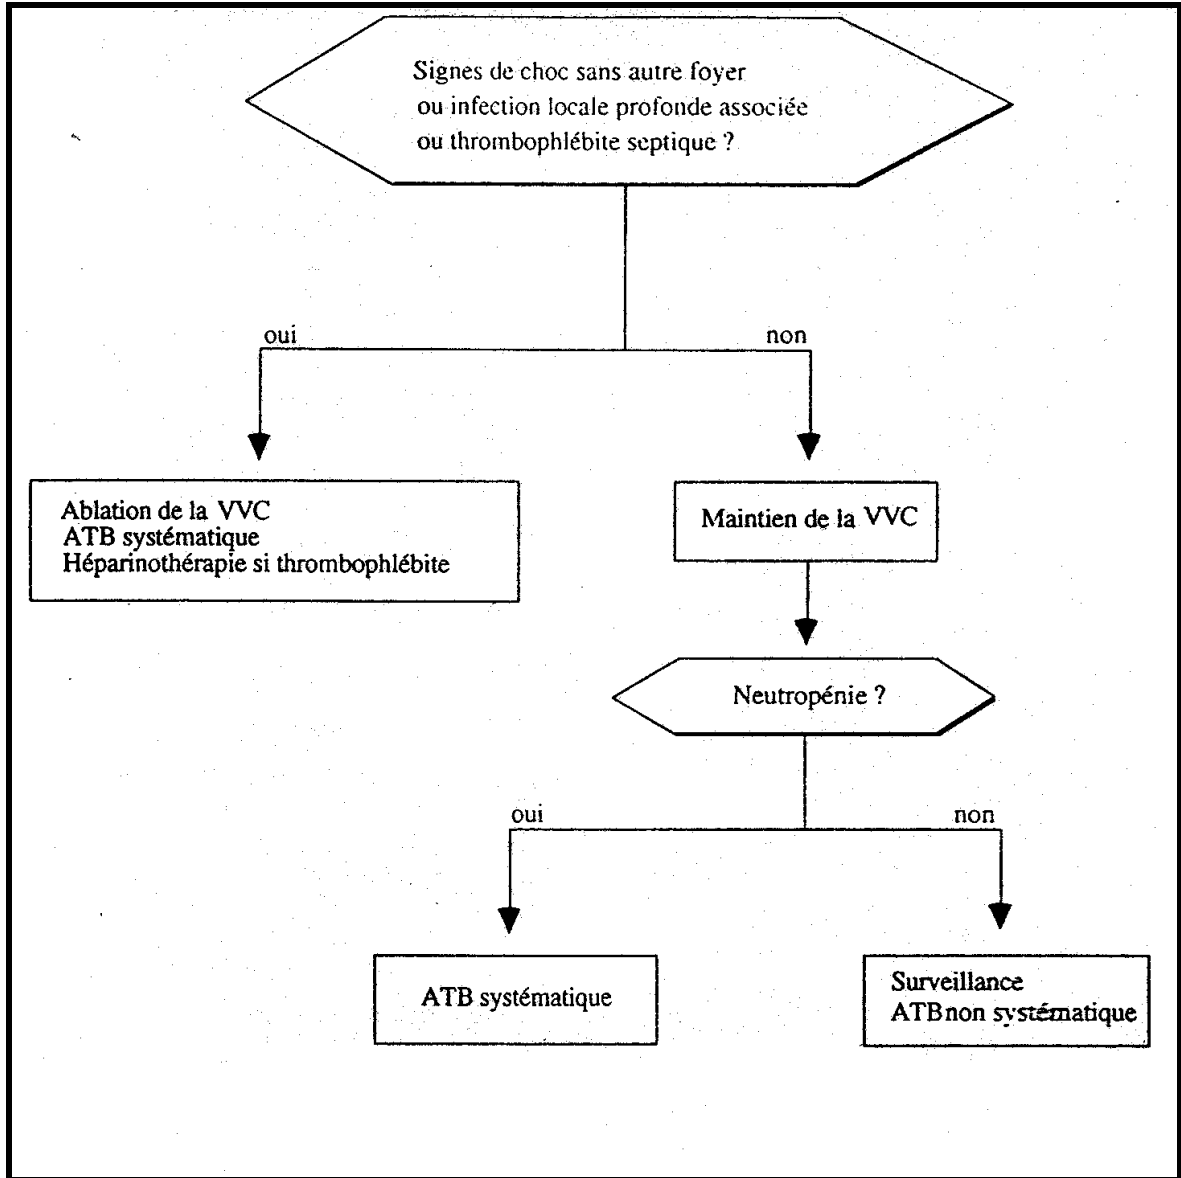 Signes de choc sans autre foyer
ou infection locale profonde associée
ou thrombophlébite septique ?
oui
non
Ablation de la VVC
ATB systématique
Héparinothérapie si thrombophlébite
Maintien de la VVC
Neutropénie ?
oui
non
ATB systématique
Surveillance
ATB non systématique